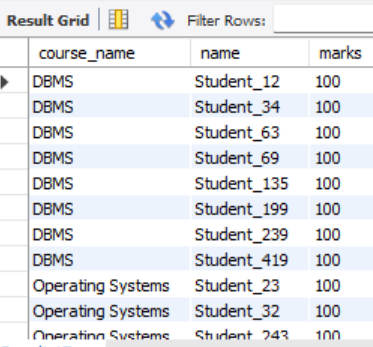 Result Grid Filter Rows:
course_name name marks
DBMS Student_12 100
DBMS Student_34 100
DBMS Student_63 100
DBMS Student_69 100
DBMS Student_135 100
DBMS Student_199 100
DBMS Student_239 100
DBMS Student_419 100
Operating Systems Student_23 100
Operating Systems Student_32 100
Operating Systems Student_243 100